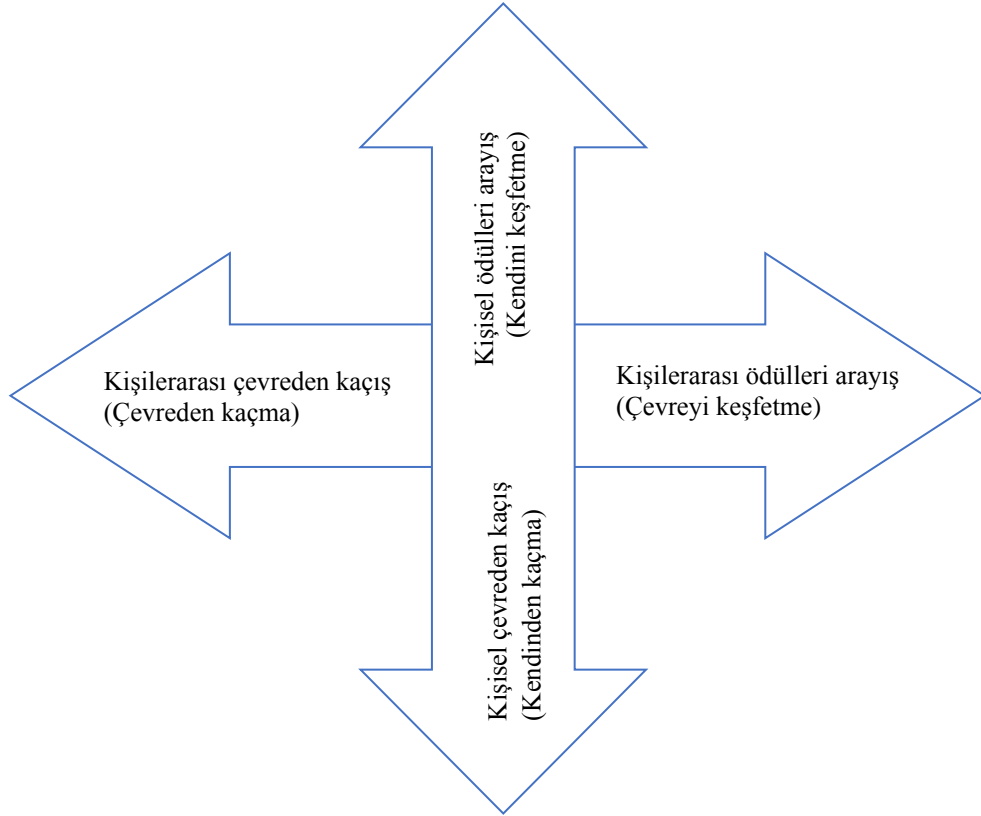 Kişisel ödülleri arayış
(Kendini keşfetme)
Kişilerarası çevreden kaçış
(Çevreden kaçma)
Kişilerarası ödülleri arayış
(Çevreyi keşfetme)
Kişisel çevreden kaçış
(Kendinden kaçma)